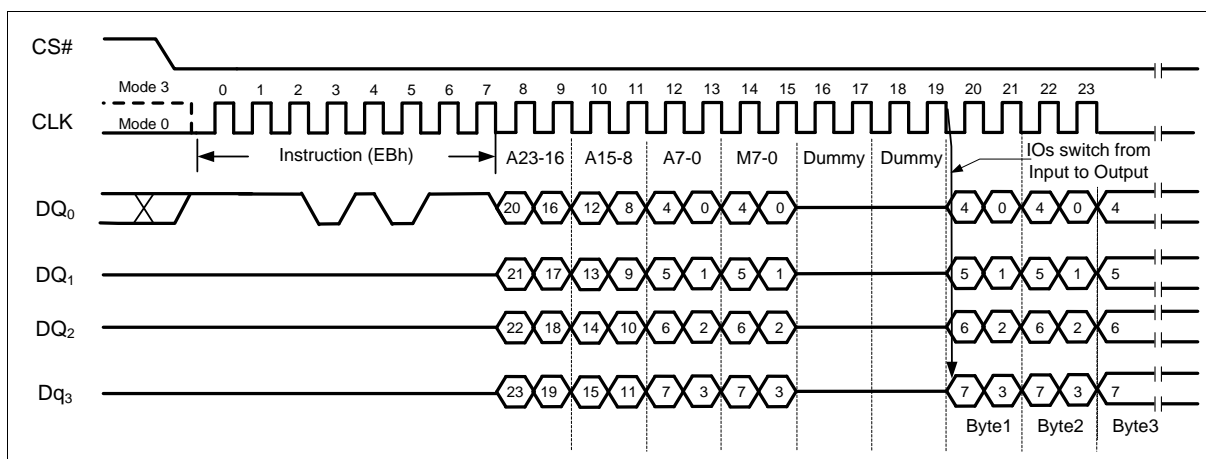 CS#
Mode 3
0 1 2 3 4 5 6 7 8 9 10 11 12 13 14 15 16 17 18 19 20 21 22 23
CLK
Mode 0
Instruction (EBh) A23-16 A15-8 A7-0 M7-0 Dummy Dummy
IOs switch from
Input to Output
DQ0 20 16 12 8 4 0 4 0 4 0 4 0 4
DQ1 21 17 13 9 5 1 5 1 5 1 5 1 5
DQ2 22 18 14 10 6 2 6 2 6 2 6 2 6
Dq3 23 19 15 11 7 3 7 3 7 3 7 3 7
Byte1 Byte2 Byte3